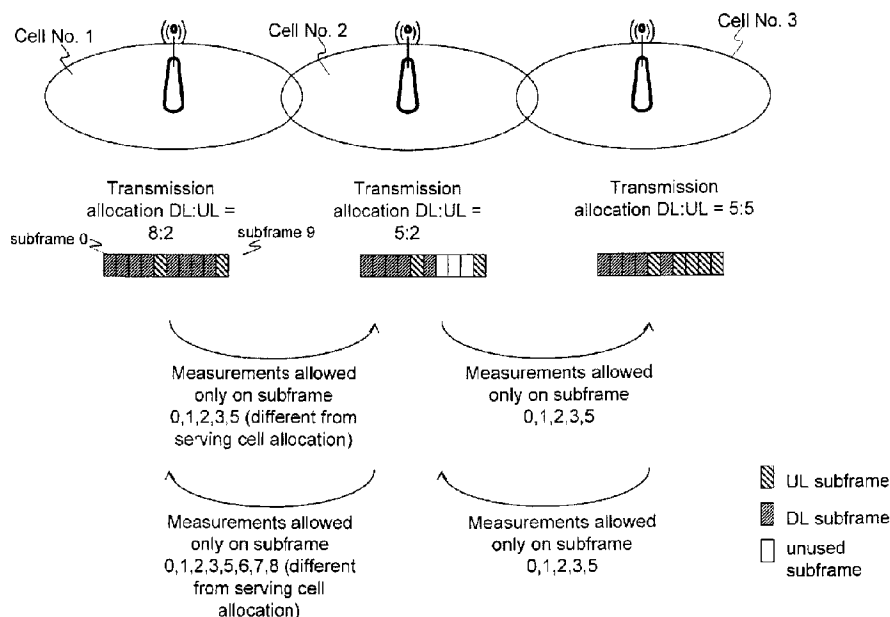 Cell No. 1
Cell No. 2
Cell No. 3
Transmission
allocation DL:UL =
8:2
Transmission
allocation DL:UL =
5:2
Transmission
allocation DL:UL = 5:5
subframe 0
subframe 9
Measurements allowed
only on subframe
0,1,2,3,5 (different from
serving cell allocation)
Measurements allowed
only on subframe
0,1,2,3,5
Measurements allowed
only on subframe
0,1,2,3,5,6,7,8 (different
from serving cell
allocation)
Measurements allowed
only on subframe
0,1,2,3,5
UL subframe
DL subframe
unused
subframe